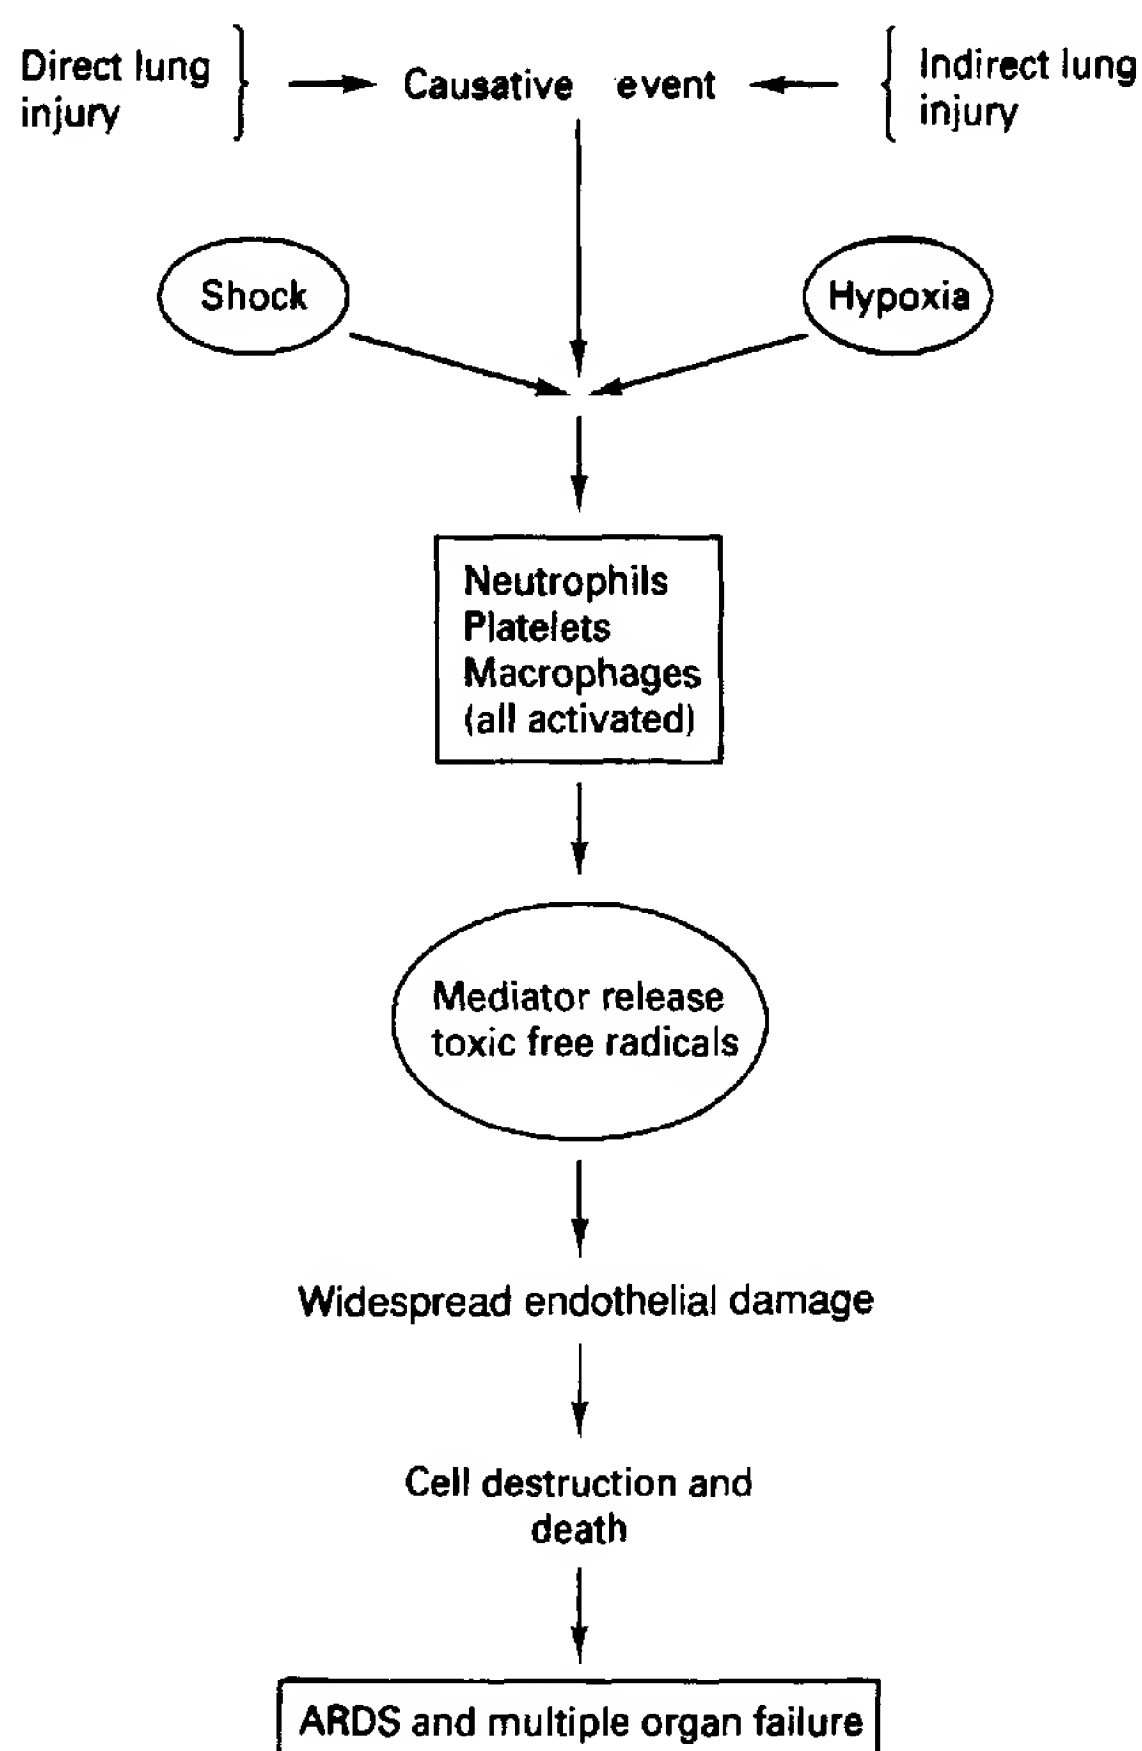 Direct lung
injury
Causative event
Indirect lung
injury
Shock
Hypoxia
Neutrophils
Platelets
Macrophages
(all activated)
Mediator release
toxic free radicals
Widespread endothelial damage
Cell destruction and
death
ARDS and multiple organ failure